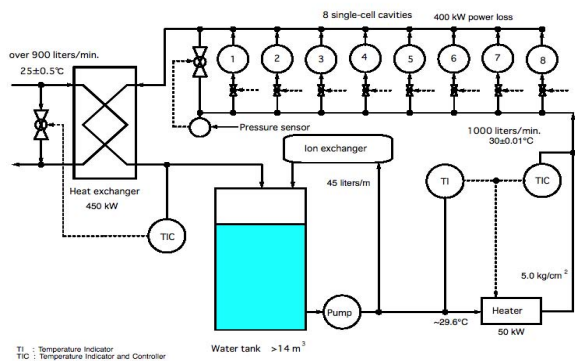 8 single-cell cavities
400 kW power loss
over 900 liters/min.
25±0.5℃
1
2
3
4
5
6
7
8
Pressure sensor
1000 liters/min.
30±0.01°C
Ion exchanger
Heat exchanger
450 kW
45 liters/m
TI
TIC
TIC
5.0 kg/cm²
Pump
~29.6°C
Heater
50 kW
Water tank >14 m³
TI : Temperature Indicator
TIC : Temperature Indicator and Controller